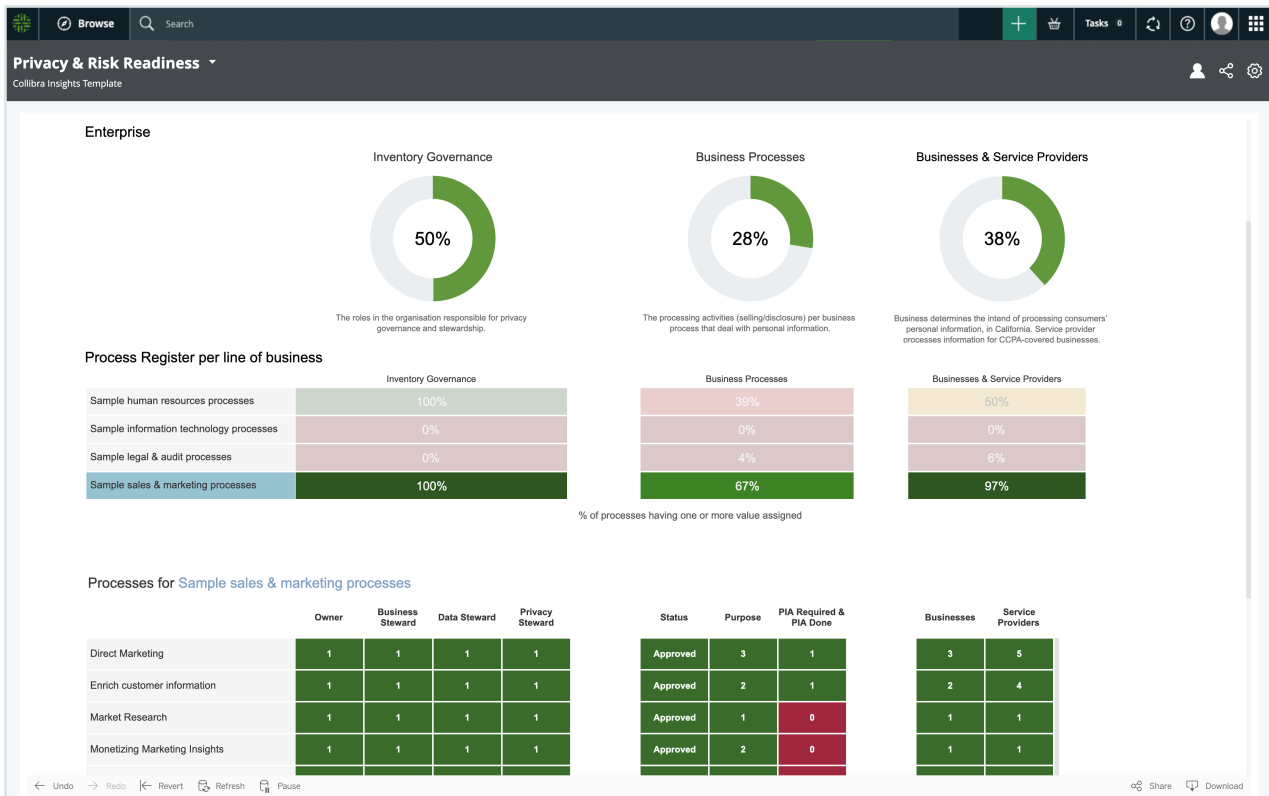 Browse
Search
Tasks 0
Privacy & Risk Readiness
Collibra Insights Template
Enterprise
Inventory Governance
Business Processes
Businesses & Service Providers
50%
28%
38%
The roles in the organisation responsible for privacy
governance and stewardship.
The processing activities (selling/disclosure) per business
process that deal with personal information.
Business determines the intend of processing consumers'
personal information, in California. Service provider
processes information for CCPA-covered businesses.
Process Register per line of business
Inventory Governance Business Processes Businesses & Service Providers
Sample human resources processes 100% 39% 50%
Sample information technology processes 0% 0% 0%
Sample legal & audit processes 0% 4% 6%
Sample sales & marketing processes 100% 67% 97%
% of processes having one or more value assigned
Processes for Sample sales & marketing processes
Owner Business Steward Data Steward Privacy Steward Status Purpose PIA Required & PIA Done Businesses Service Providers
Direct Marketing 1 1 1 1 Approved 3 1 3 5
Enrich customer information 1 1 1 1 Approved 2 1 2 4
Market Research 1 1 1 1 Approved 1 0 1 1
Monetizing Marketing Insights 1 1 1 1 Approved 2 0 1 1
Undo Redo Revert Refresh Pause Share Download